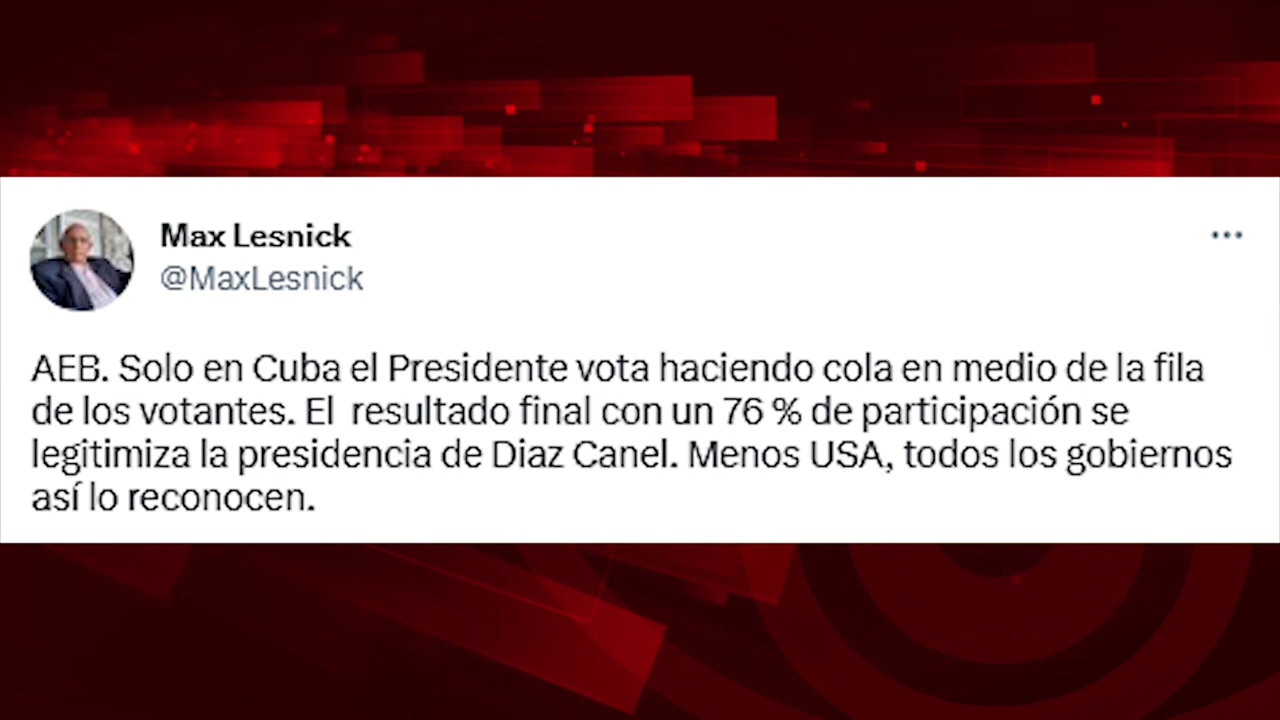 Max Lesnick
@MaxLesnick
AEB. Solo en Cuba el Presidente vota haciendo cola en medio de la fila
de los votantes. El  resultado final con un 76 % de participación se
legitimiza la presidencia de Diaz Canel. Menos USA, todos los gobiernos
así lo reconocen.